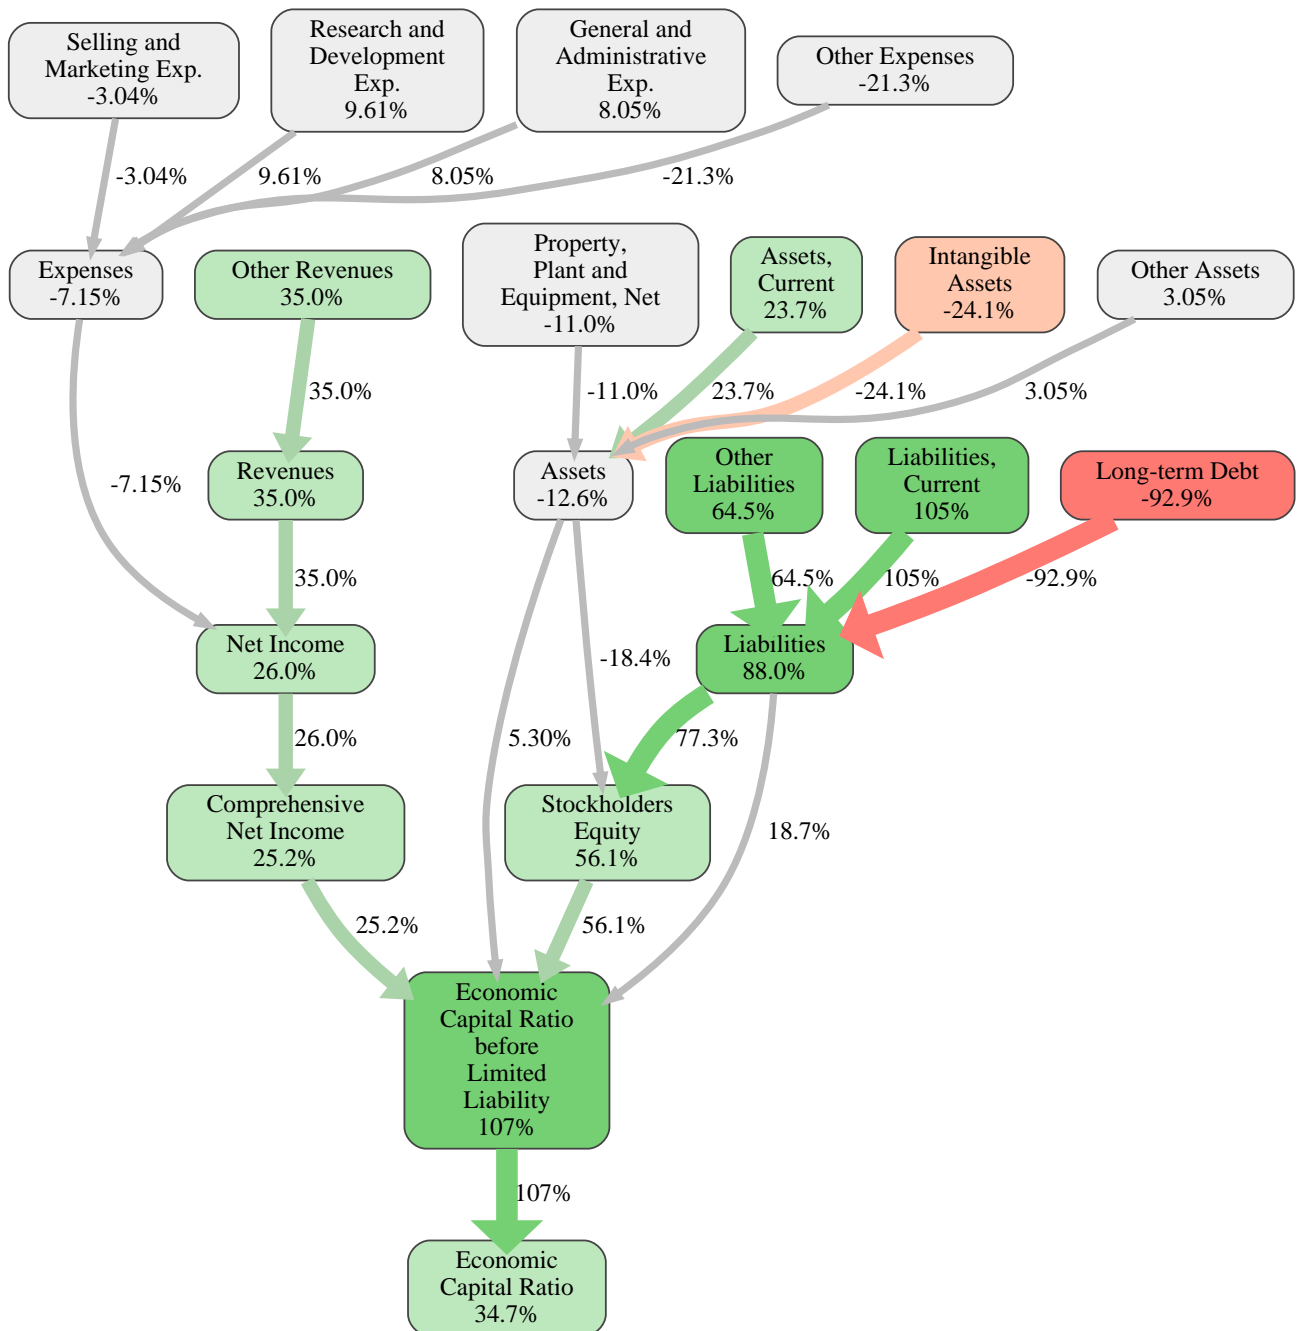 Selling and
Marketing Exp.
-3.04%
Research and
Development
Exp.
9.61%
General and
Administrative
Exp.
8.05%
Other Expenses
-21.3%
-3.04%
9.61%
8.05%
-21.3%
Expenses
-7.15%
Other Revenues
35.0%
Property,
Plant and
Equipment, Net
-11.0%
Assets,
Current
23.7%
Intangible
Assets
-24.1%
Other Assets
3.05%
35.0%
-11.0%
23.7%
-24.1%
3.05%
-7.15%
Revenues
35.0%
Assets
-12.6%
Other
Liabilities
64.5%
Liabilities,
Current
105%
Long-term Debt
-92.9%
35.0%
64.5%
105%
-92.9%
Net Income
26.0%
-18.4%
Liabilities
88.0%
26.0%
5.30%
77.3%
Comprehensive
Net Income
25.2%
Stockholders
Equity
56.1%
18.7%
25.2%
56.1%
Economic
Capital Ratio
before
Limited
Liability
107%
107%
Economic
Capital Ratio
34.7%